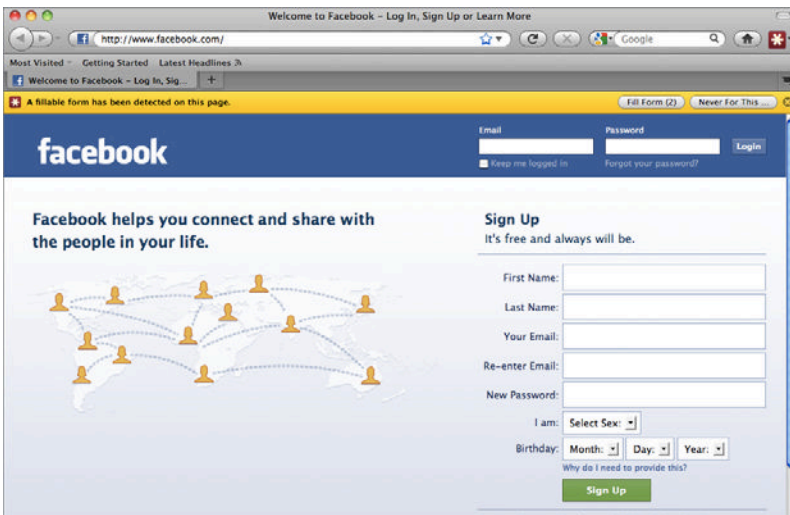 Welcome to Facebook – Log In, Sign Up or Learn More
http://www.facebook.com/
Google
Most Visited Getting Started Latest Headlines
Welcome to Facebook – Log In, Sig...
A fillable form has been detected on this page. Fill Form (2) Never For This ...
Email Password
facebook
Login
Keep me logged in Forgot your password?
Facebook helps you connect and share with
the people in your life.
Sign Up
It's free and always will be.
First Name:
Last Name:
Your Email:
Re-enter Email:
New Password:
I am: Select Sex:
Birthday: Month: Day: Year:
Why do I need to provide this?
Sign Up